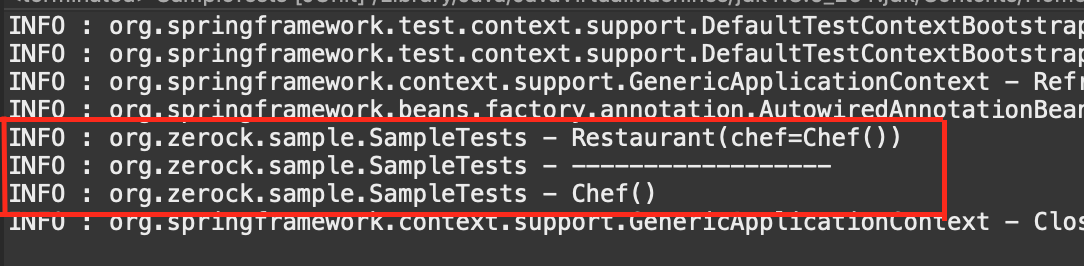 INFO : org.springframework.test.context.support.DefaultTestContextBootstrap
INFO : org.springframework.test.context.support.DefaultTestContextBootstrap
INFO : org.springframework.context.support.GenericApplicationContext - Refr
INFO : org.springframework.beans.factory.annotation.AutowiredAnnotationBean
INFO : org.zerock.sample.SampleTests - Restaurant(chef=Chef())
INFO : org.zerock.sample.SampleTests - ------------------
INFO : org.zerock.sample.SampleTests - Chef()
INFO : org.springframework.context.support.GenericApplicationContext - Clos